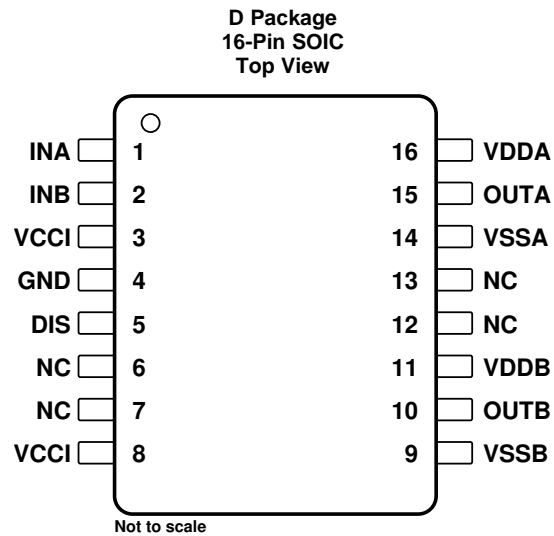 D Package
16-Pin SOIC
Top View
INA 1 16 VDDA
INB 2 15 OUTA
VCCI 3 14 VSSA
GND 4 13 NC
DIS 5 12 NC
NC 6 11 VDDB
NC 7 10 OUTB
VCCI 8 9 VSSB
Not to scale